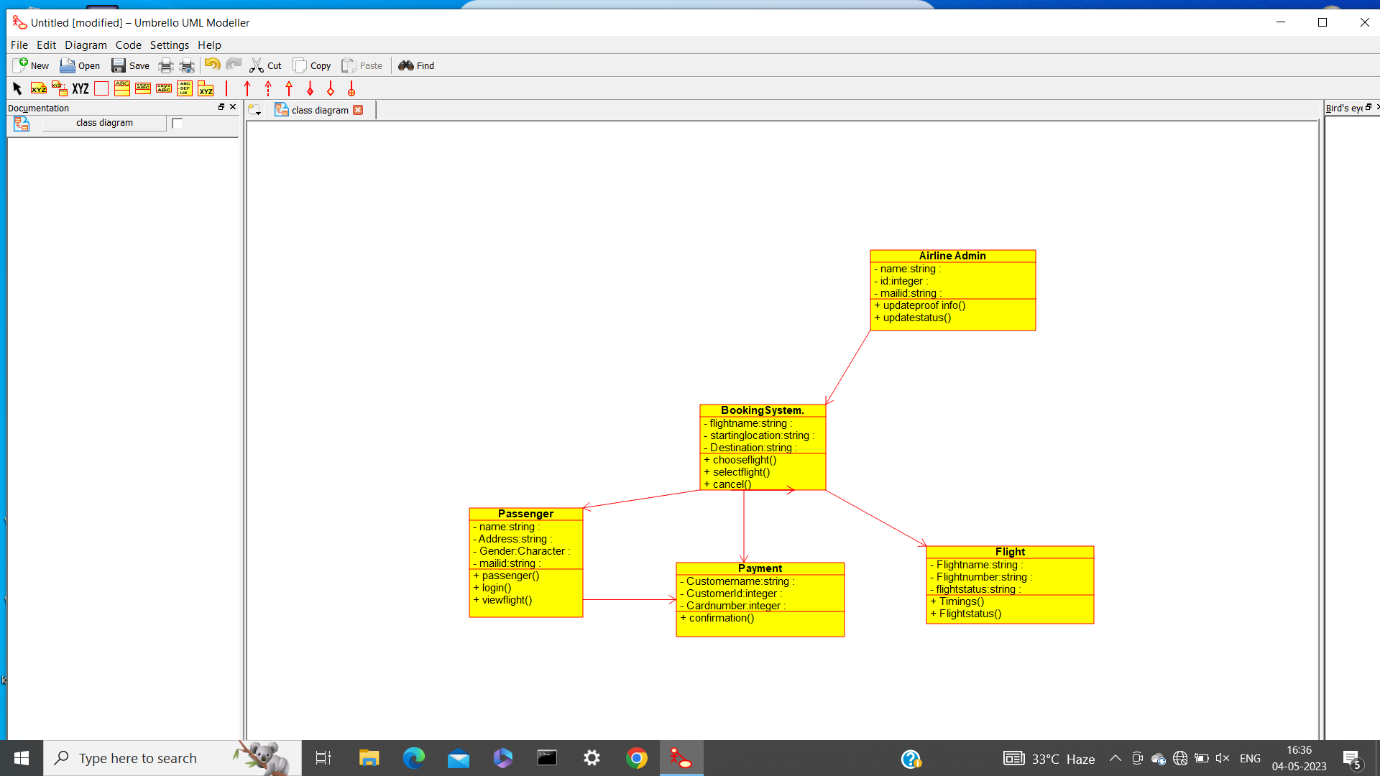 Untitled [modified] – Umbrello UML Modeller
File Edit Diagram Code Settings Help
New Open Save Cut Copy Paste Find
XYZ XYZ
Documentation
class diagram
class diagram
Bird's eye
Airline Admin
- name:string :
- id:integer :
- mailid:string :
+ updateproof info()
+ updatestatus()
BookingSystem.
- flightname:string :
- startinglocation:string :
- Destination:string :
+ chooseflight()
+ selectflight()
+ cancel()
Passenger
- name:string :
- Address:string :
- Gender:Character :
- mailid:string :
+ passenger()
+ login()
+ viewflight()
Payment
- Customername:string :
- CustomerId:integer :
- Cardnumber:integer :
+ confirmation()
Flight
- Flightname:string :
- Flightnumber:string :
- flightstatus:string :
+ Timings()
+ Flightstatus()
Type here to search
33°C Haze
ENG
16:36
04-05-2023
5